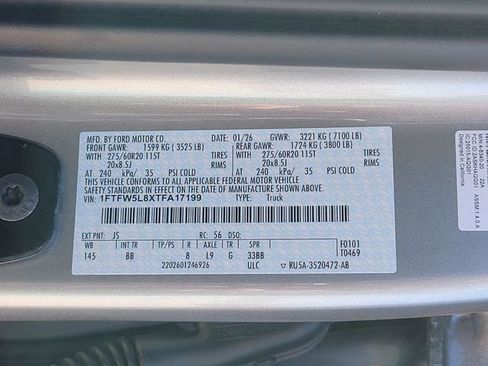 MFD. BY FORD MOTOR CO. DATE: 01/26 GVWR: 3221 KG ( 7100 LB)
FRONT GAWR: 1599 KG ( 3525 LB) REAR GAWR: 1724 KG ( 3800 LB)
WITH 275/60R20 115T WITH 275/60R20 115T
20x8.5J RIMS 20x8.5J RIMS
AT 240 kPa/ 35 PSI COLD AT 240 kPa/ 35 PSI COLD
THIS VEHICLE CONFORMS TO ALL APPLICABLE FEDERAL MOTOR VEHICLE
SAFETY STANDARDS IN EFFECT ON THE DATE OF MANUFACTURE SHOWN ABOVE.
VIN: 1FTFW5L8XTFA17199 TYPE: Truck
EXT PNT: JS RC: 56 DSO: F0101
WB INT TR TP/PS R AXLE TR SPR T0469
145 BB 8 L9 G 33BB
2202601246926 ULC RU5A-3520472-AB
Designed in California